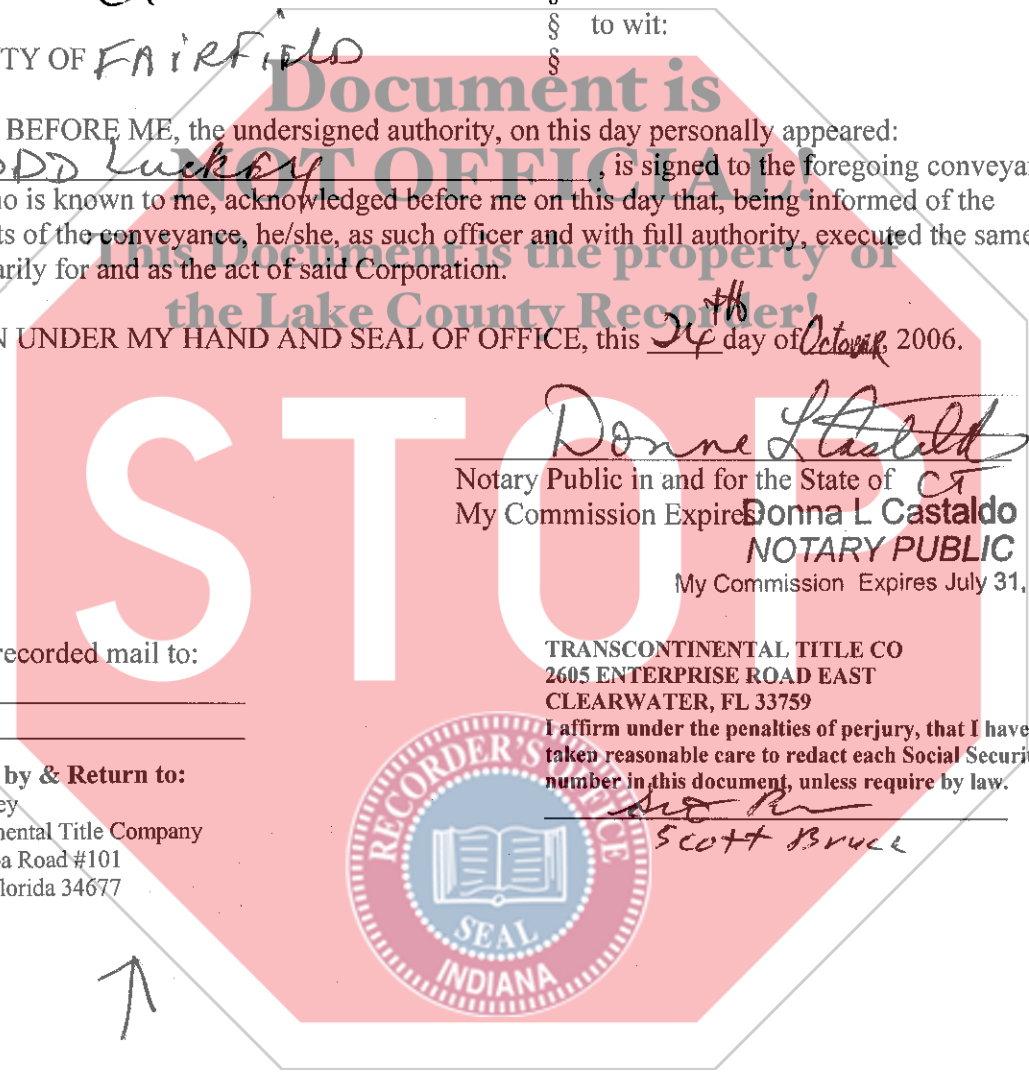 §
§ to wit:
TY OF FAiRFiElD
§
Document is
BEFORE ME, the undersigned authority, on this day personally appeared:
NOT OFFICIAL!
ODD Luckey, is signed to the foregoing conveya
o is known to me, acknowledged before me on this day that, being informed of the
ts of the conveyance, he/she, as such officer and with full authority, executed the same
This Document is the property of
arily for and as the act of said Corporation.
the Lake County Recorder!
N UNDER MY HAND AND SEAL OF OFFICE, this 24th day of October, 2006.
STOP
Donna L Castaldo
Notary Public in and for the State of CT
My Commission Expires
Donna L Castaldo
NOTARY PUBLIC
My Commission Expires July 31,
recorded mail to:
TRANSCONTINENTAL TITLE CO
2605 ENTERPRISE ROAD EAST
CLEARWATER, FL 33759
I affirm under the penalties of perjury, that I have
taken reasonable care to redact each Social Securit
number in this document, unless require by law.
Scott Bruce
by & Return to:
ey
nental Title Company
a Road #101
lorida 34677
RECORDER'S OFFICE
SEAL
INDIANA